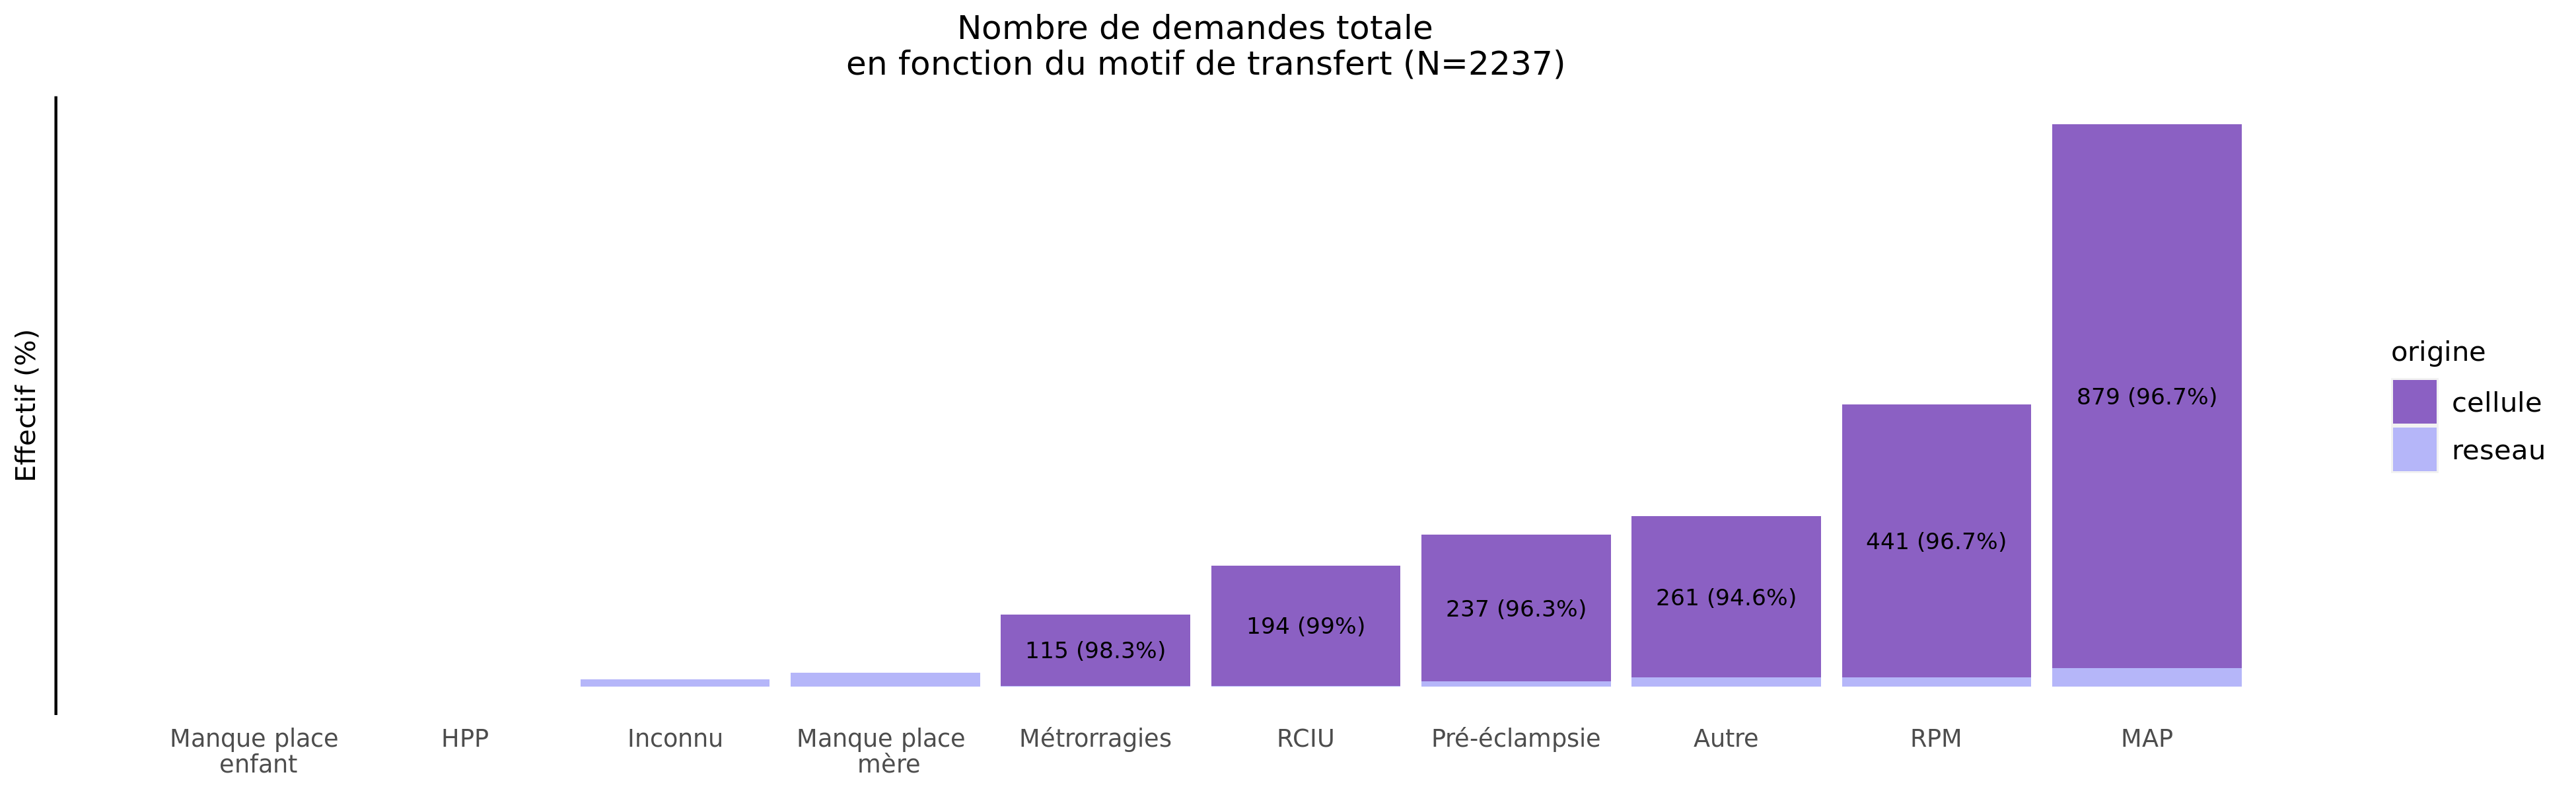 Nombre de demandes totale
en fonction du motif de transfert (N=2237)
Effectif (%)
879 (96.7%)
441 (96.7%)
261 (94.6%)
237 (96.3%)
194 (99%)
115 (98.3%)
origine
cellule
reseau
Manque place
enfant
HPP
Inconnu
Manque place
mère
Métrorragies
RCIU
Pré-éclampsie
Autre
RPM
MAP